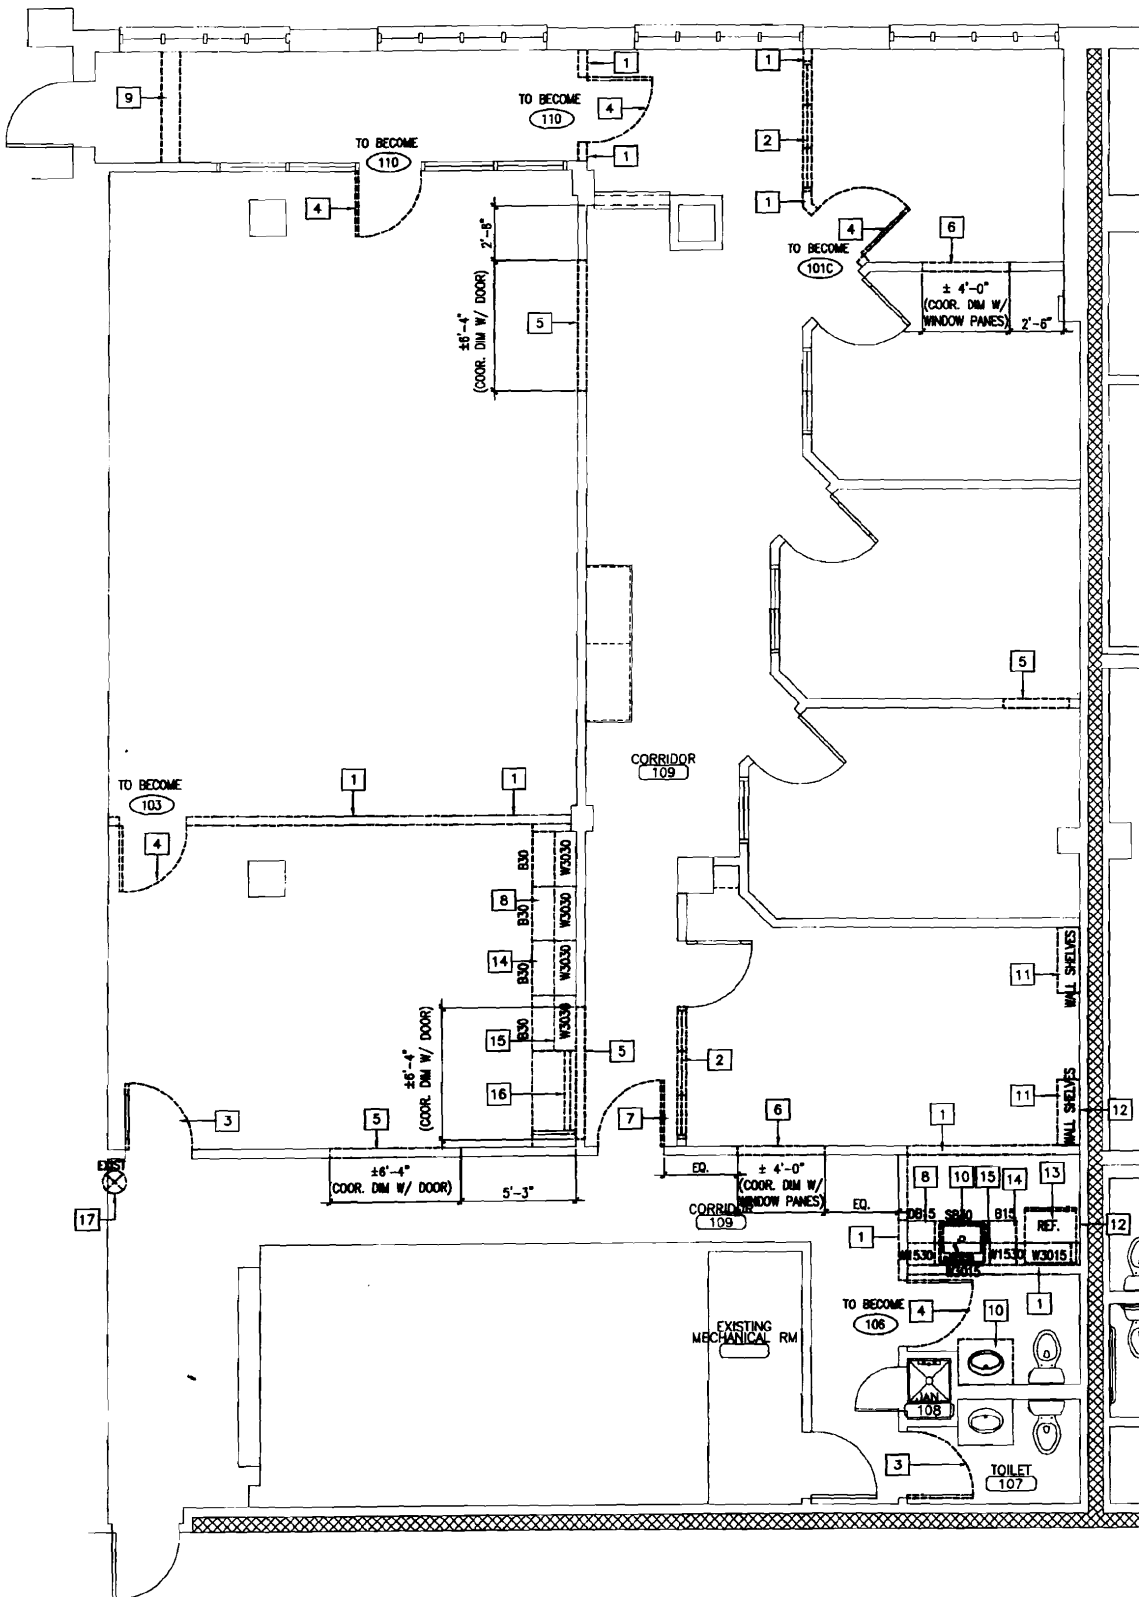 1
1
9
TO BECOME
110
4
2
TO BECOME
110
1
4
1
2'-8"
4
6
TO BECOME
101C
± 4'-0"
(COOR. DIM W/
WINDOW PANES)
2'-6"
±6'-4"
(COOR. DIM W/ DOOR)
5
5
CORRIDOR
109
TO BECOME
103
1
1
4
B30
W3030
8
B30
W3030
14
B30
W3030
15
B30
W3030
±6'-4"
(COOR. DIM W/ DOOR)
5
16
2
11
WALL SHELVES
11
WALL SHELVES
12
3
5
7
6
1
EXIST
17
±6'-4"
(COOR. DIM W/ DOOR)
5'-3"
EQ.
± 4'-0"
(COOR. DIM W/
WINDOW PANES)
EQ.
CORRIDOR
109
8
10
15
14
13
DB15
SB30
B15
REF.
12
1
W1530
W3015
W1530
W3015
1
TO BECOME
106
4
10
EXISTING
MECHANICAL RM
JAN
108
3
TOILET
107